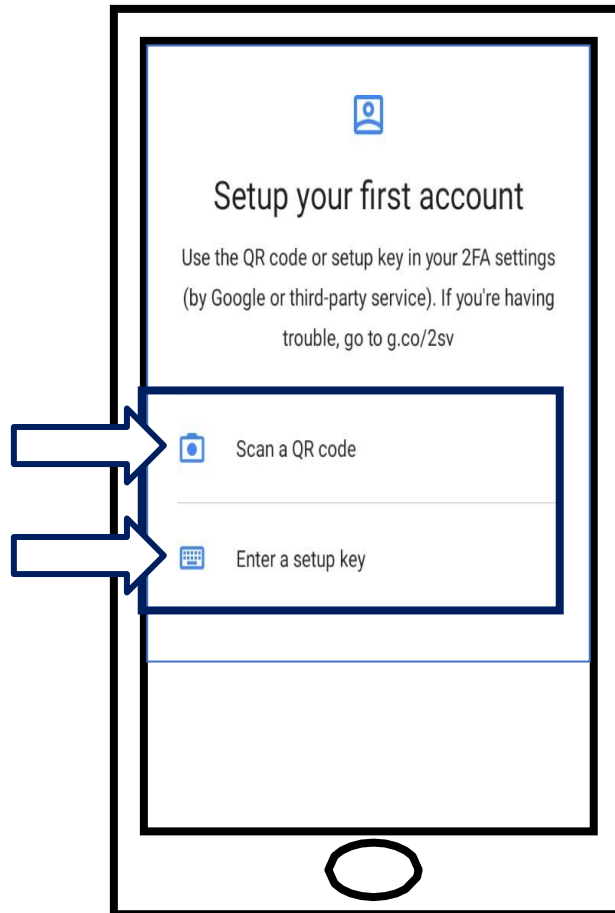 Setup your first account
Use the QR code or setup key in your 2FA settings
(by Google or third-party service). If you're having
trouble, go to g.co/2sv
Scan a QR code
Enter a setup key